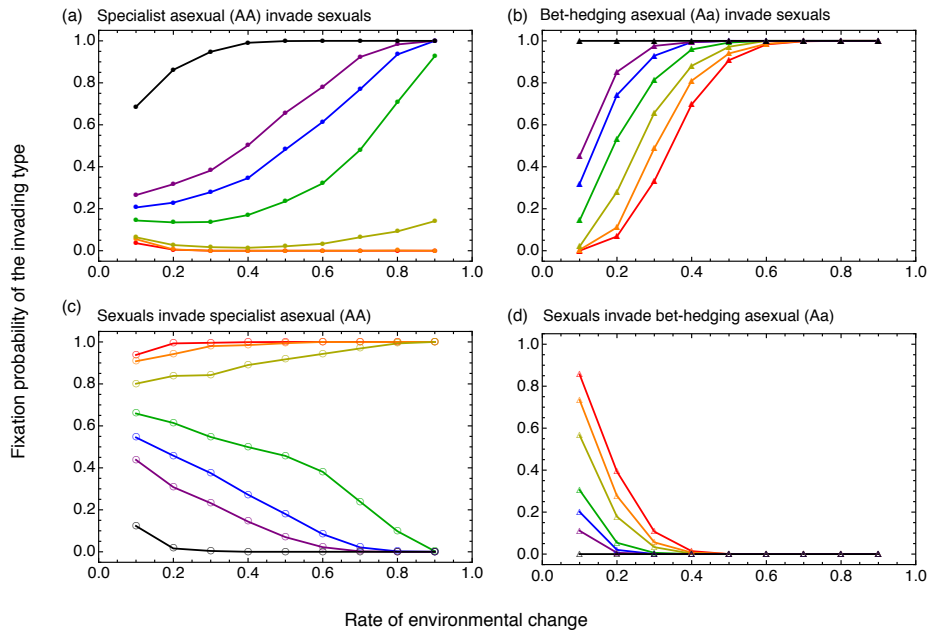 (a) Specialist asexual (AA) invade sexuals
1.0
0.8
0.6
0.4
0.2
0.0
0.0 0.2 0.4 0.6 0.8 1.0
(b) Bet-hedging asexual (Aa) invade sexuals
1.0
0.8
0.6
0.4
0.2
0.0
0.0 0.2 0.4 0.6 0.8 1.0
(c) Sexuals invade specialist asexual (AA)
1.0
0.8
0.6
0.4
0.2
0.0
0.0 0.2 0.4 0.6 0.8 1.0
(d) Sexuals invade bet-hedging asexual (Aa)
1.0
0.8
0.6
0.4
0.2
0.0
0.0 0.2 0.4 0.6 0.8 1.0
Fixation probability of the invading type
Rate of environmental change